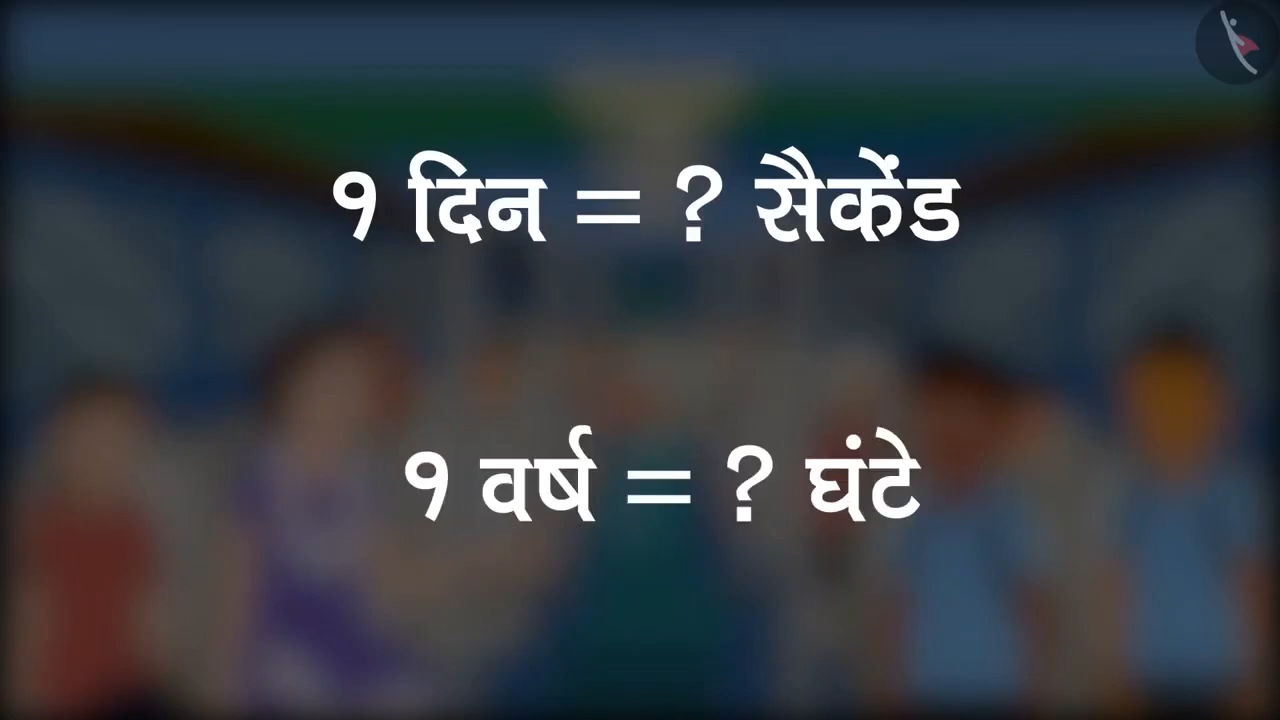 १ दिन = ? सैकेंड
१ वर्ष = ? घंटे